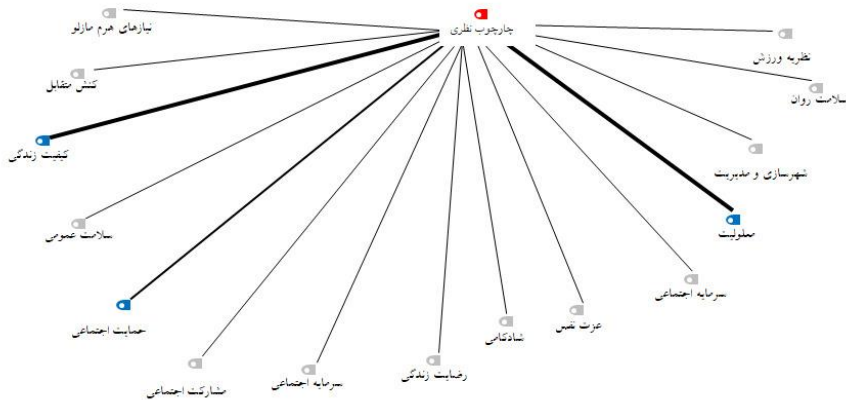 چارچوب نظری
نیازهای هرم مازلو
نظریه ورزش
کنش متقابل
سلامت روان
کیفیت زندگی
شهرسازی و مدیریت
سلامت عمومی
معلولیت
سرمایه اجتماعی
حمایت اجتماعی
عزت نفس
شادکامی
رضایت زندگی
سرمایه اجتماعی
مشارکت اجتماعی